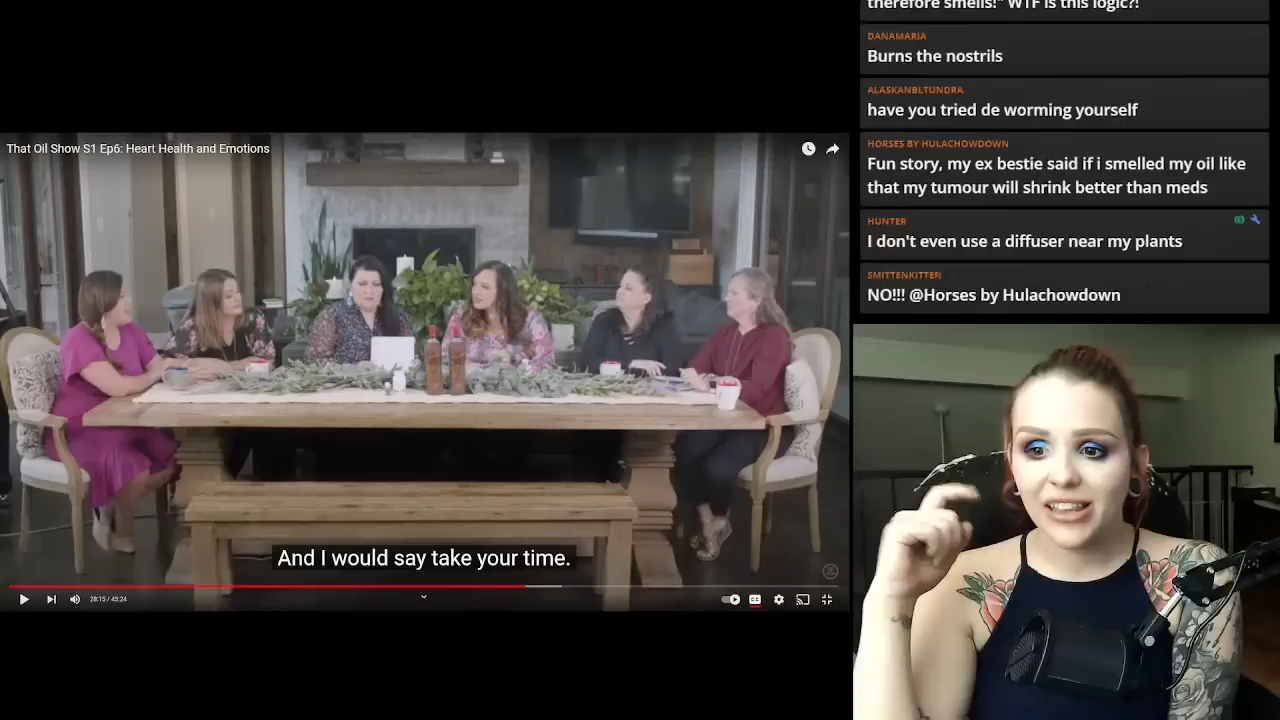 That Oil Show S1 Ep6: Heart Health and Emotions
And I would say take your time.
28:15 / 45:24
therefore smells!" WTF is this logic?!
DANAMARIA
Burns the nostrils
ALASKANBLTUNDRA
have you tried de worming yourself
HORSES BY HULACHOWDOWN
Fun story, my ex bestie said if i smelled my oil like
that my tumour will shrink better than meds
HUNTER
I don't even use a diffuser near my plants
SMITTENKITTER
NO!!! @Horses by Hulachowdown